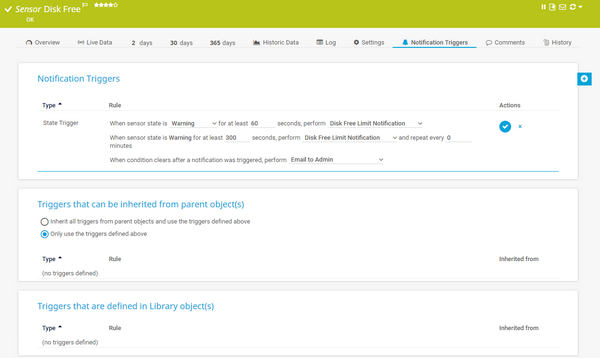 Sensor Disk Free
OK
Overview Live Data 2 days 30 days 365 days Historic Data Log Settings Notification Triggers Comments History
Notification Triggers
Type Rule Actions
State Trigger When sensor state is Warning for at least 60 seconds, perform Disk Free Limit Notification
When sensor state is Warning for at least 300 seconds, perform Disk Free Limit Notification and repeat every 0
minutes
When condition clears after a notification was triggered, perform Email to Admin
Triggers that can be inherited from parent object(s)
Inherit all triggers from parent objects and use the triggers defined above
Only use the triggers defined above
Type Rule Inherited from
(no triggers defined)
Triggers that are defined in Library object(s)
Type Rule Inherited from
(no triggers defined)